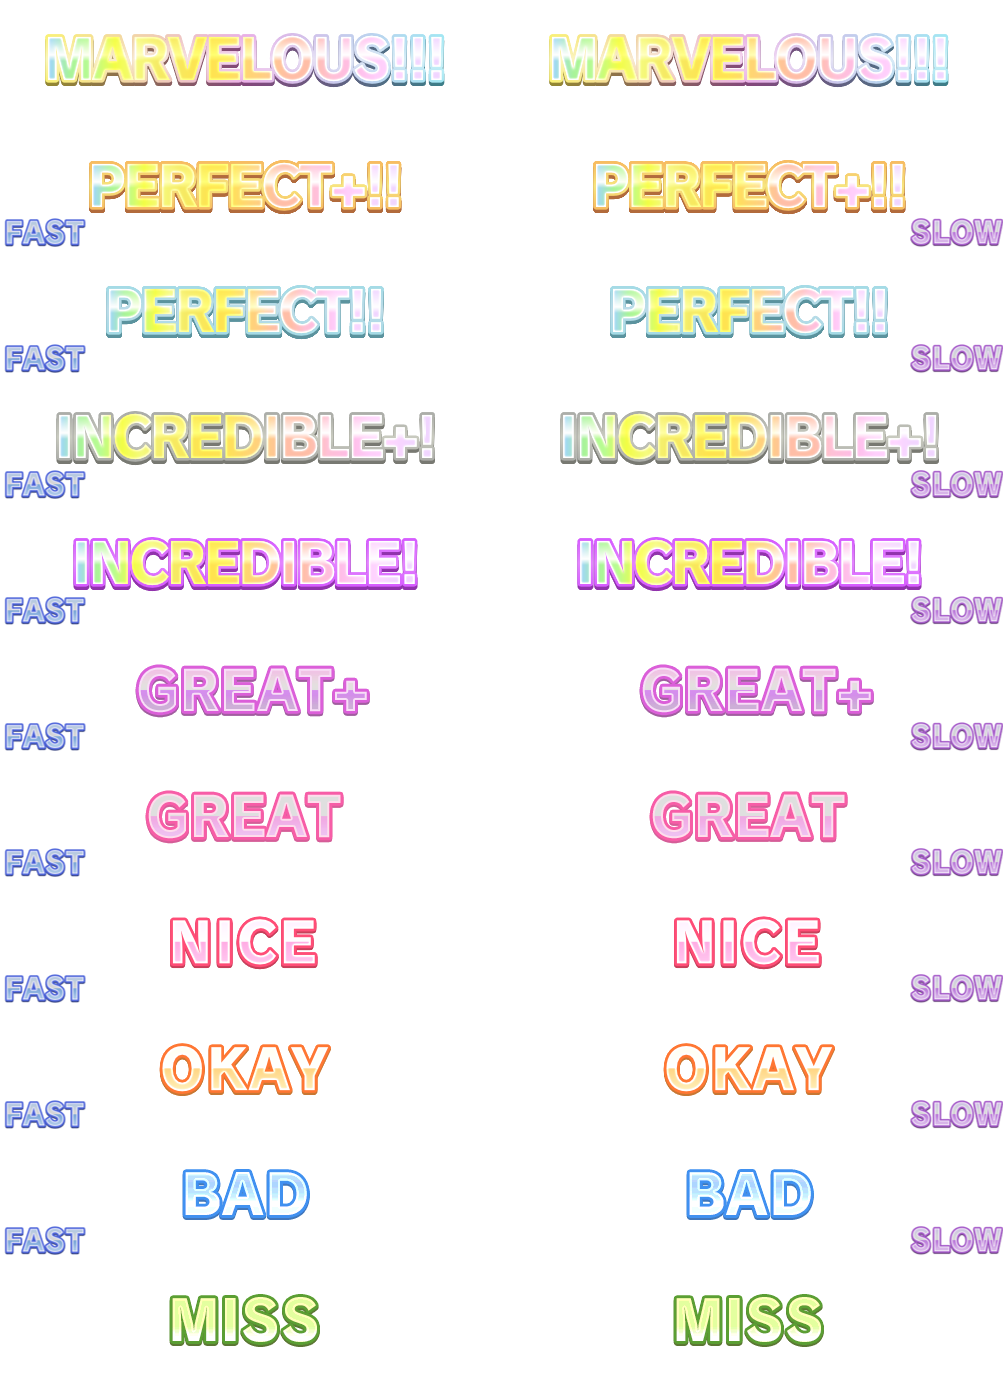 MARVELOUS!!! MARVELOUS!!!
PERFECT+!! PERFECT+!!
FAST SLOW
PERFECT!! PERFECT!!
FAST SLOW
INCREDIBLE+! INCREDIBLE+!
FAST SLOW
INCREDIBLE! INCREDIBLE!
FAST SLOW
GREAT+ GREAT+
FAST SLOW
GREAT GREAT
FAST SLOW
NICE NICE
FAST SLOW
OKAY OKAY
FAST SLOW
BAD BAD
FAST SLOW
MISS MISS